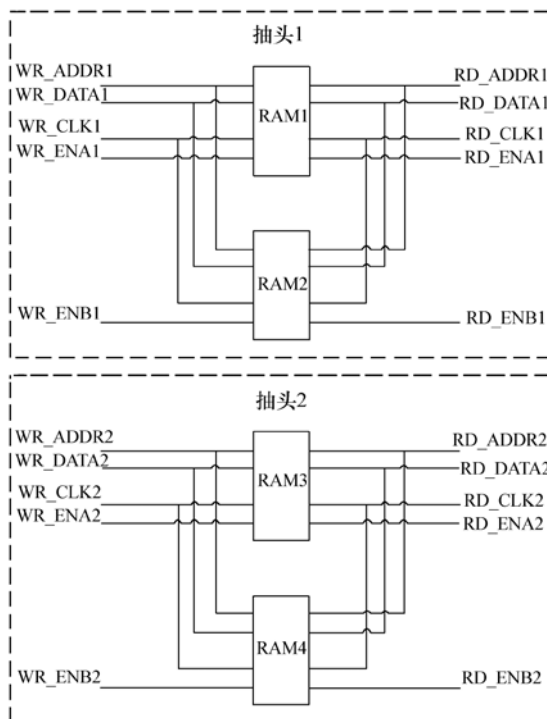 抽头1
WR_ADDR1
RD_ADDR1
WR_DATA1
RD_DATA1
RAM1
WR_CLK1
RD_CLK1
WR_ENA1
RD_ENA1
RAM2
WR_ENB1
RD_ENB1
抽头2
WR_ADDR2
RD_ADDR2
WR_DATA2
RD_DATA2
RAM3
WR_CLK2
RD_CLK2
WR_ENA2
RD_ENA2
RAM4
WR_ENB2
RD_ENB2